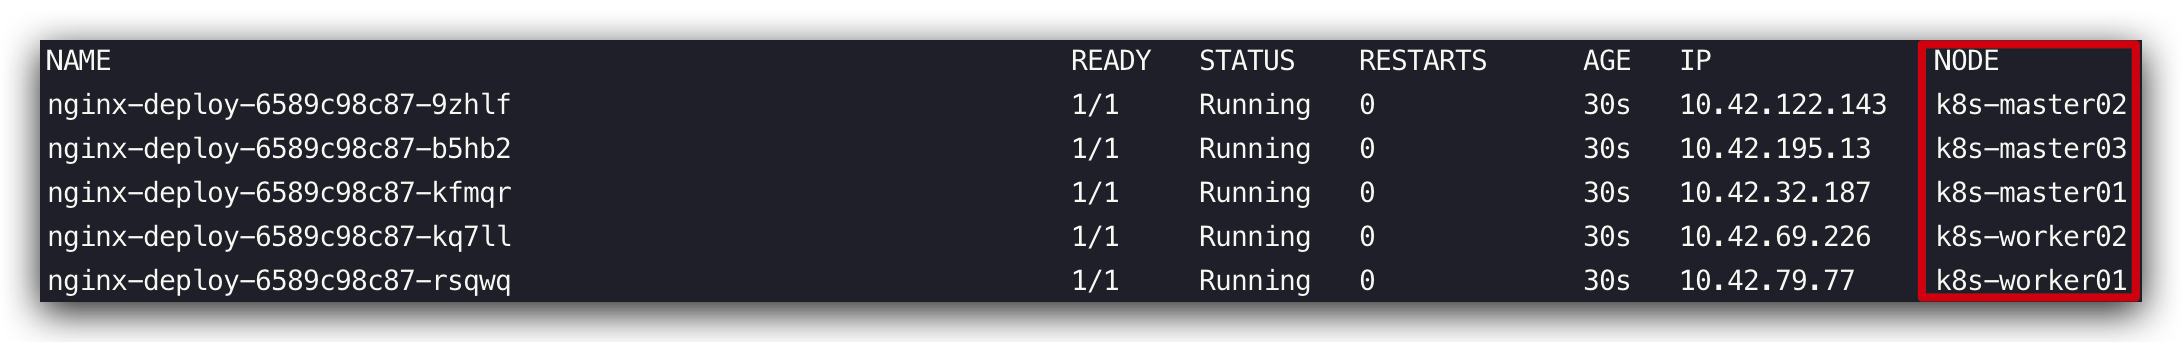 NAME READY STATUS RESTARTS AGE IP NODE
nginx-deploy-6589c98c87-9zhlf 1/1 Running 0 30s 10.42.122.143 k8s-master02
nginx-deploy-6589c98c87-b5hb2 1/1 Running 0 30s 10.42.195.13 k8s-master03
nginx-deploy-6589c98c87-kfmqr 1/1 Running 0 30s 10.42.32.187 k8s-master01
nginx-deploy-6589c98c87-kq7ll 1/1 Running 0 30s 10.42.69.226 k8s-worker02
nginx-deploy-6589c98c87-rsqwq 1/1 Running 0 30s 10.42.79.77 k8s-worker01